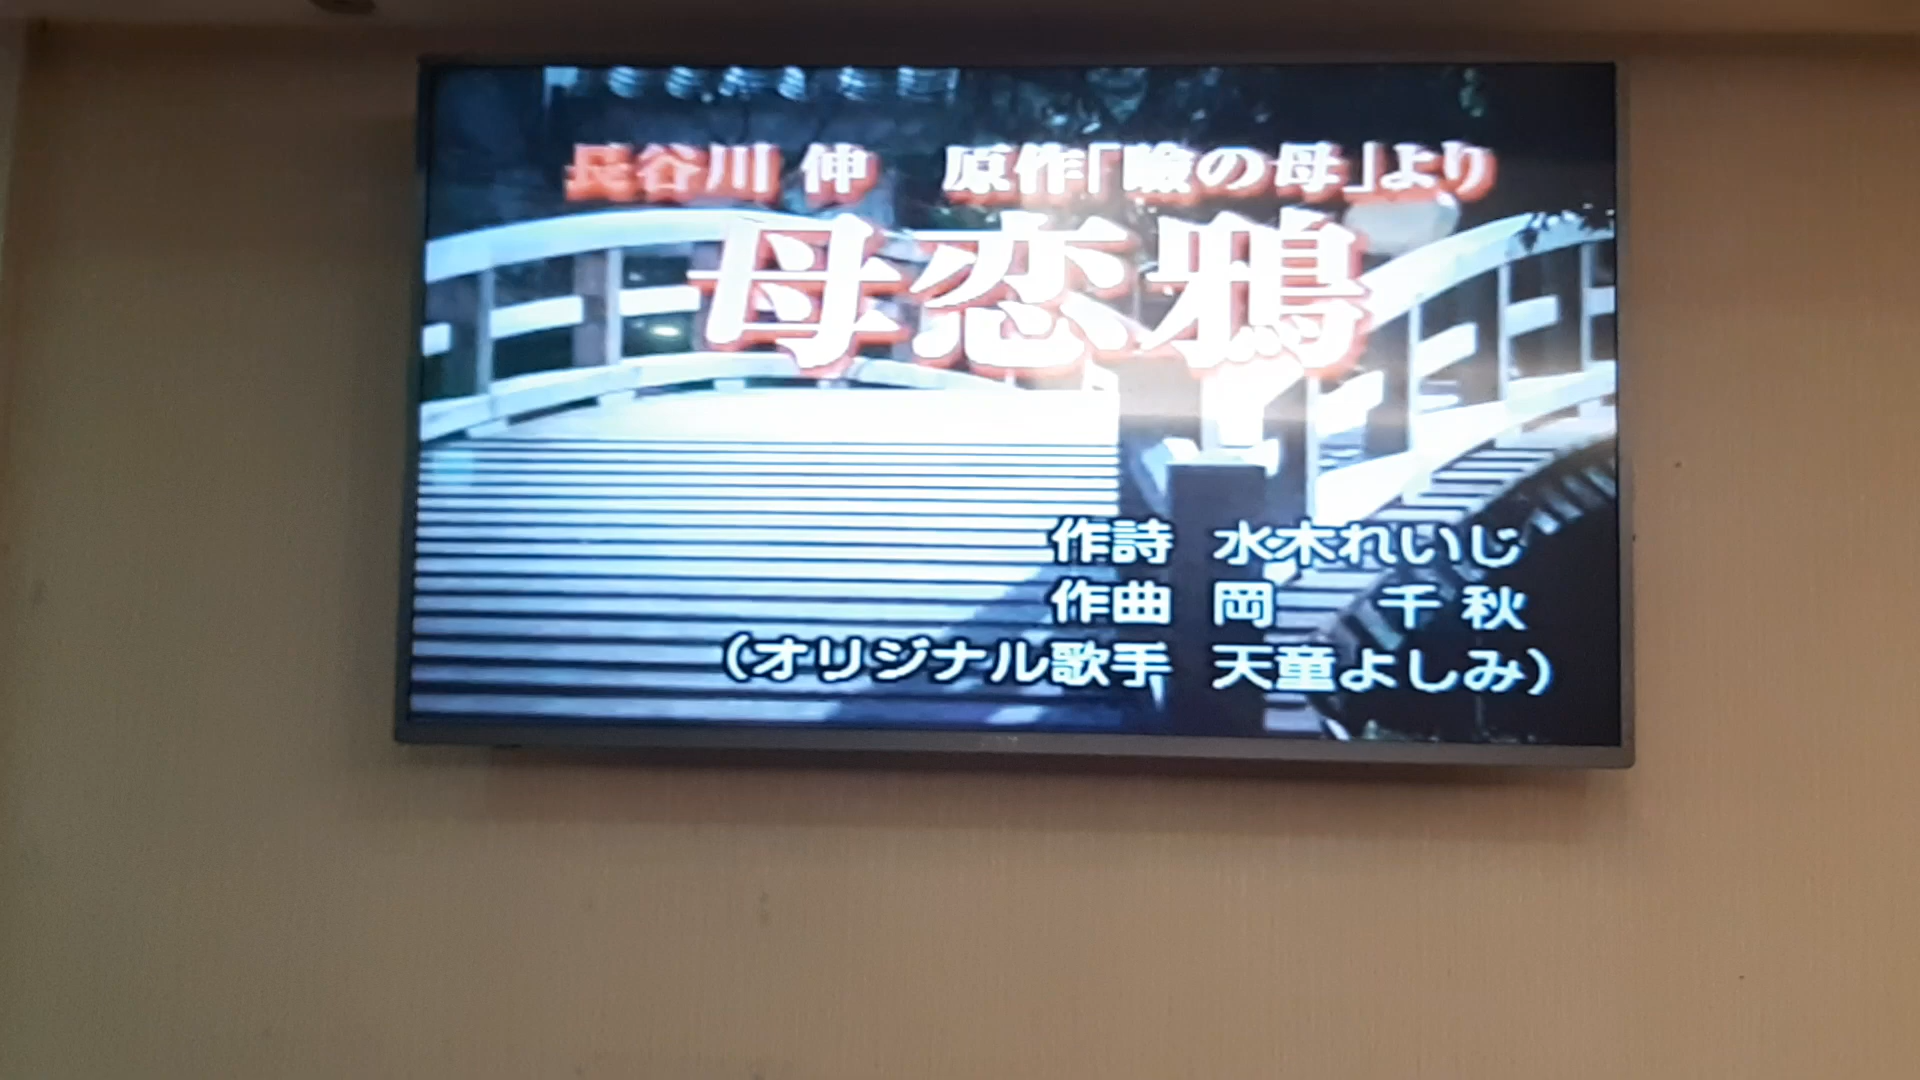 長谷川 伸　原作「瞼の母」より
母恋鴉
作詩 水木れいじ
作曲 岡 千秋
(オリジナル歌手 天童よしみ)